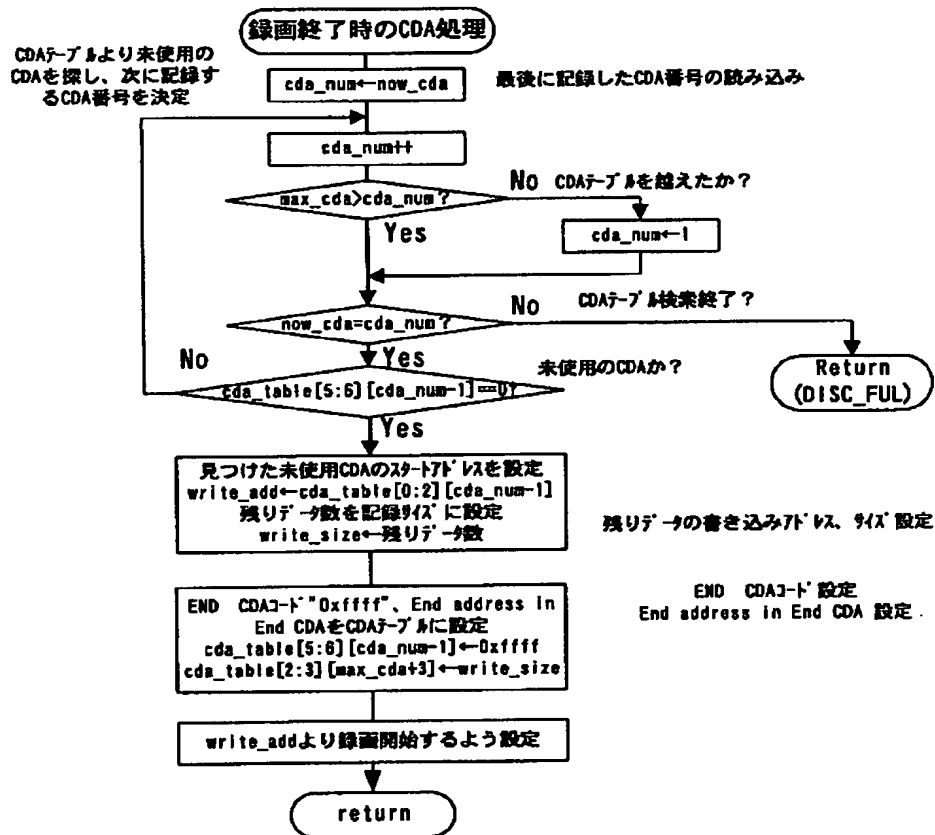 録画終了時のCDA処理
CDAテーブルより未使用の
CDAを探し、次に記録す
るCDA番号を決定
cda_num←now_cda
最後に記録したCDA番号の読み込み
cda_num++
max_cda>cda_num?
No
CDAテーブルを越えたか?
Yes
cda_num←1
now_cda=cda_num?
No
CDAテーブル検索終了?
Yes
Return
(DISC_FUL)
No
未使用のCDAか?
cda_table[5:6][cda_num-1]==0?
Yes
見つけた未使用CDAのスタートアドレスを設定
write_add←cda_table[0:2][cda_num-1]
残りデータ数を記録サイズに設定
write_size←残りデータ数
残りデータの書き込みアドレス、サイズ設定
END CDAコード"0xffff"、End address in
End CDAをCDAテーブルに設定
cda_table[5:6][cda_num-1]←0xffff
cda_table[2:3][max_cda+3]←write_size
END CDAコード設定
End address in End CDA 設定.
write_addより録画開始するよう設定
return